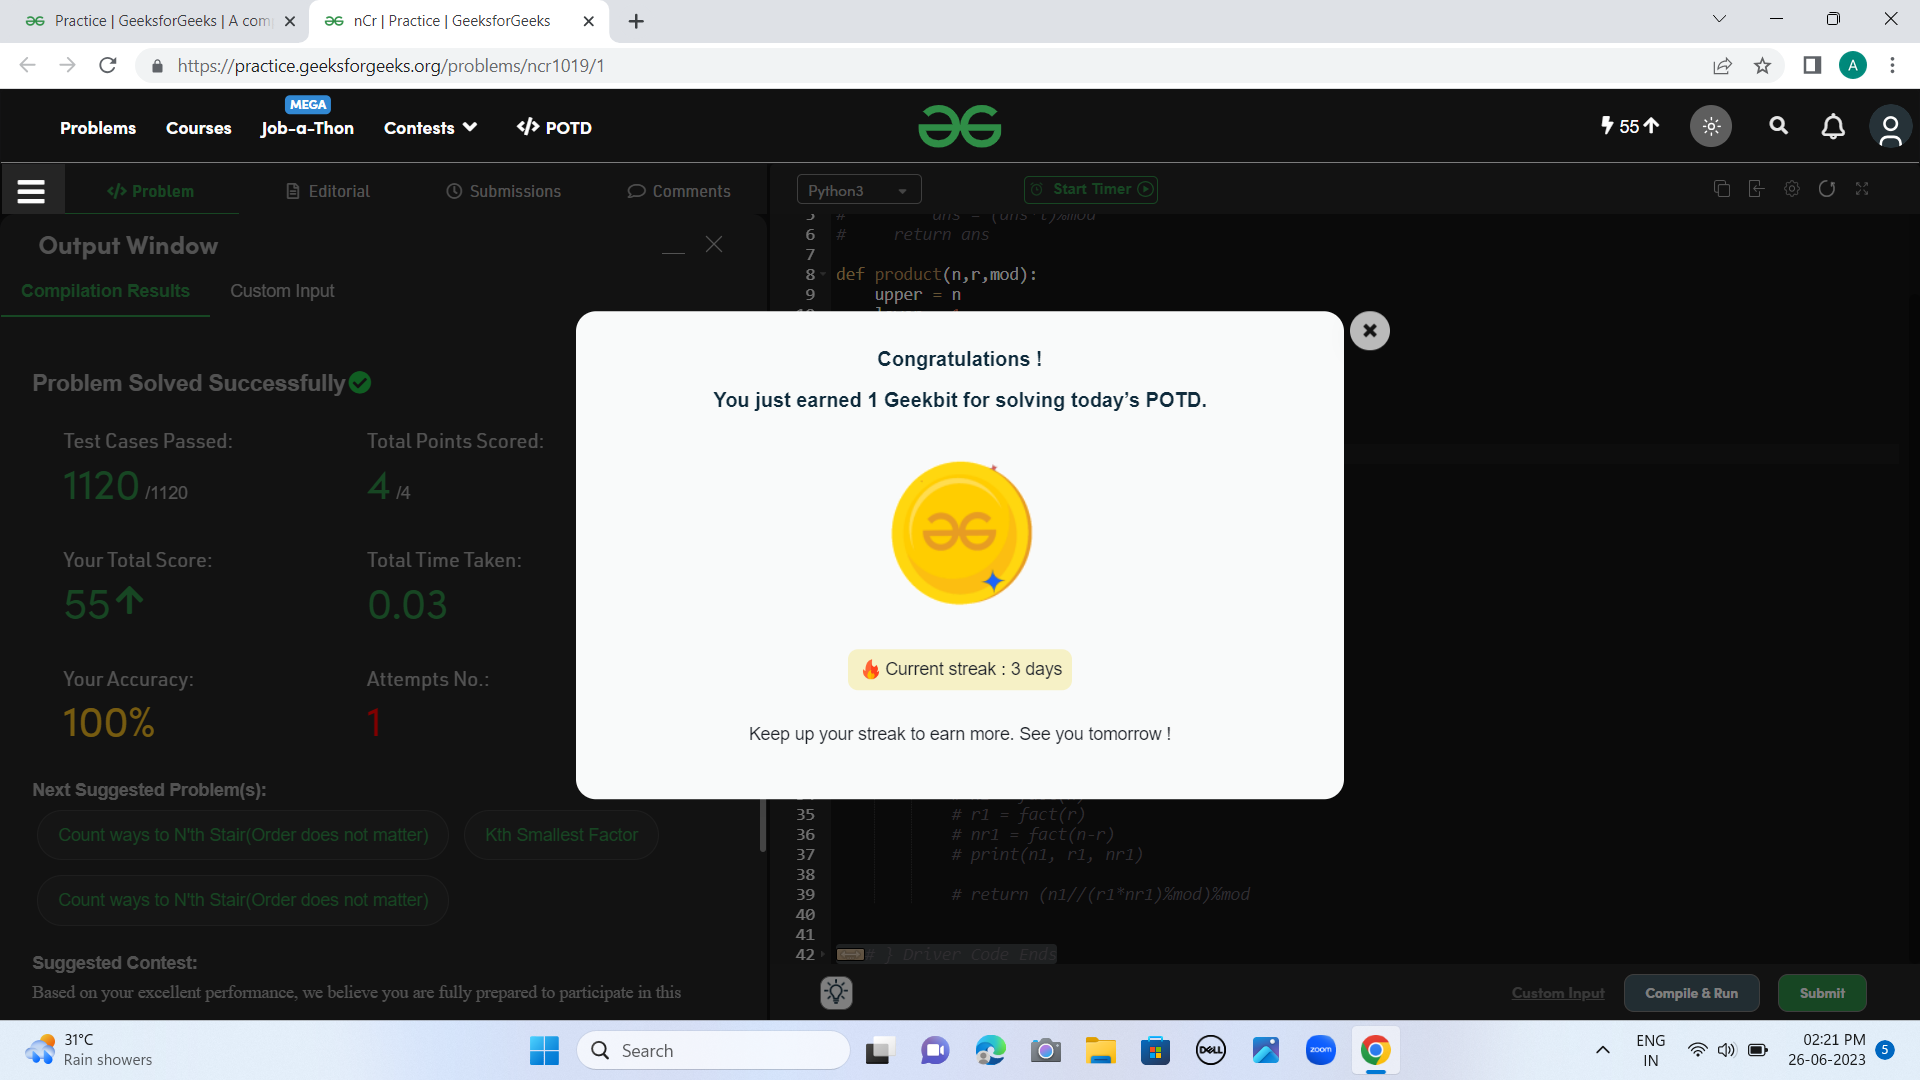 Practice | GeeksforGeeks | A com
nCr | Practice | GeeksforGeeks
https://practice.geeksforgeeks.org/problems/ncr1019/1
A
MEGA
Problems
Courses
Job-a-Thon
Contests
</> POTD
55
</> Problem
Editorial
Submissions
Comments
Python3
Start Timer
Output Window
Compilation Results
Custom Input
Problem Solved Successfully
Test Cases Passed:
1120 /1120
Total Points Scored:
4 /4
Your Total Score:
55
Total Time Taken:
0.03
Your Accuracy:
100%
Attempts No.:
1
Next Suggested Problem(s):
Count ways to N'th Stair(Order does not matter)
Kth Smallest Factor
Count ways to N'th Stair(Order does not matter)
Suggested Contest:
Based on your excellent performance, we believe you are fully prepared to participate in this
5 # ans = (ans*i)%mod
6 # return ans
7
8 def product(n,r,mod):
9 upper = n
Congratulations !
You just earned 1 Geekbit for solving today’s POTD.
Current streak : 3 days
Keep up your streak to earn more. See you tomorrow !
35 # r1 = fact(r)
36 # nr1 = fact(n-r)
37 # print(n1, r1, nr1)
38
39 # return (n1//(r1*nr1)%mod)%mod
40
41
42 # } Driver Code Ends
Custom Input
Compile & Run
Submit
31°C
Rain showers
Search
DELL
zoom
ENG
IN
02:21 PM
26-06-2023
5